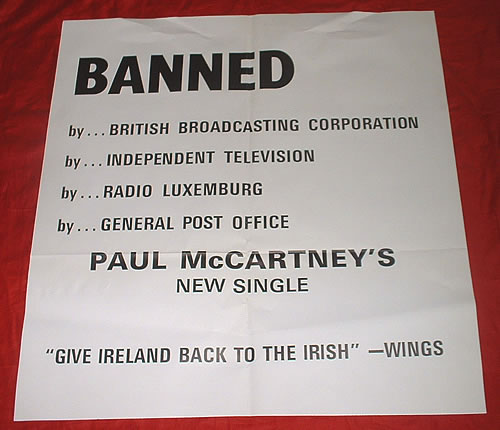 BANNED
by... BRITISH BROADCASTING CORPORATION
by... INDEPENDENT TELEVISION
by... RADIO LUXEMBURG
by... GENERAL POST OFFICE
PAUL McCARTNEY'S
NEW SINGLE
"GIVE IRELAND BACK TO THE IRISH" —WINGS